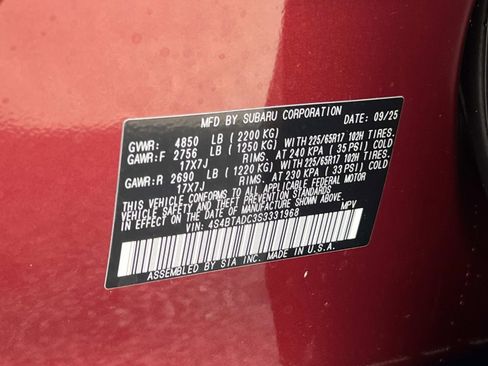 MFD BY SUBARU CORPORATION DATE: 09/25
GVWR: 4850 LB (2200 KG)
GAWR:F 2756 LB (1250 KG) WITH 225/65R17 102H TIRES.
17X7J RIMS. AT 240 KPA (35 PSI) COLD
GAWR:R 2690 LB (1220 KG) WITH 225/65R17 102H TIRES.
17X7J RIMS. AT 230 KPA (33 PSI) COLD
THIS VEHICLE CONFORMS TO ALL APPLICABLE FEDERAL MOTOR
VEHICLE SAFETY AND THEFT PREVENTION STANDARDS IN EFFECT
ON THE DATE OF MANUFACTURE SHOWN ABOVE.
VIN: 4S4BTADC3S3331968 MPV
ASSEMBLED BY SIA INC. MADE IN U.S.A.